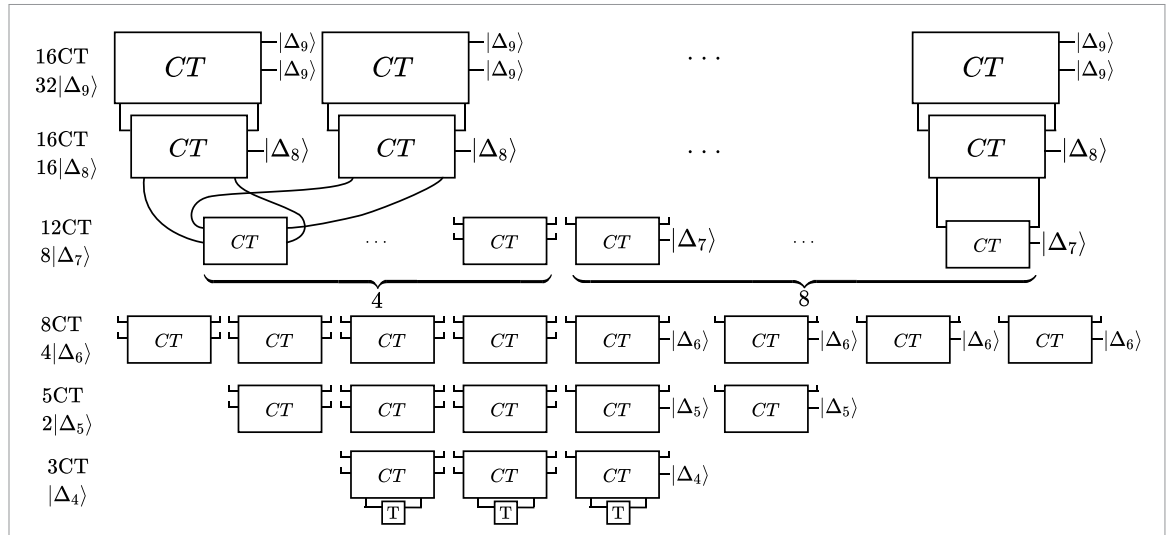 16CT
32|Δ₉⟩
CT |Δ₉⟩ |Δ₉⟩
CT |Δ₉⟩ |Δ₉⟩
. . .
CT |Δ₉⟩ |Δ₉⟩
16CT
16|Δ₈⟩
CT |Δ₈⟩
CT |Δ₈⟩
. . .
CT |Δ₈⟩
12CT
8|Δ₇⟩
CT
. . .
CT
CT |Δ₇⟩
. . .
CT |Δ₇⟩
4
8
8CT
4|Δ₆⟩
CT
CT
CT
CT
CT |Δ₆⟩
CT |Δ₆⟩
CT |Δ₆⟩
CT |Δ₆⟩
5CT
2|Δ₅⟩
CT
CT
CT
CT |Δ₅⟩
CT |Δ₅⟩
3CT
|Δ₄⟩
CT
CT
CT |Δ₄⟩
T
T
T